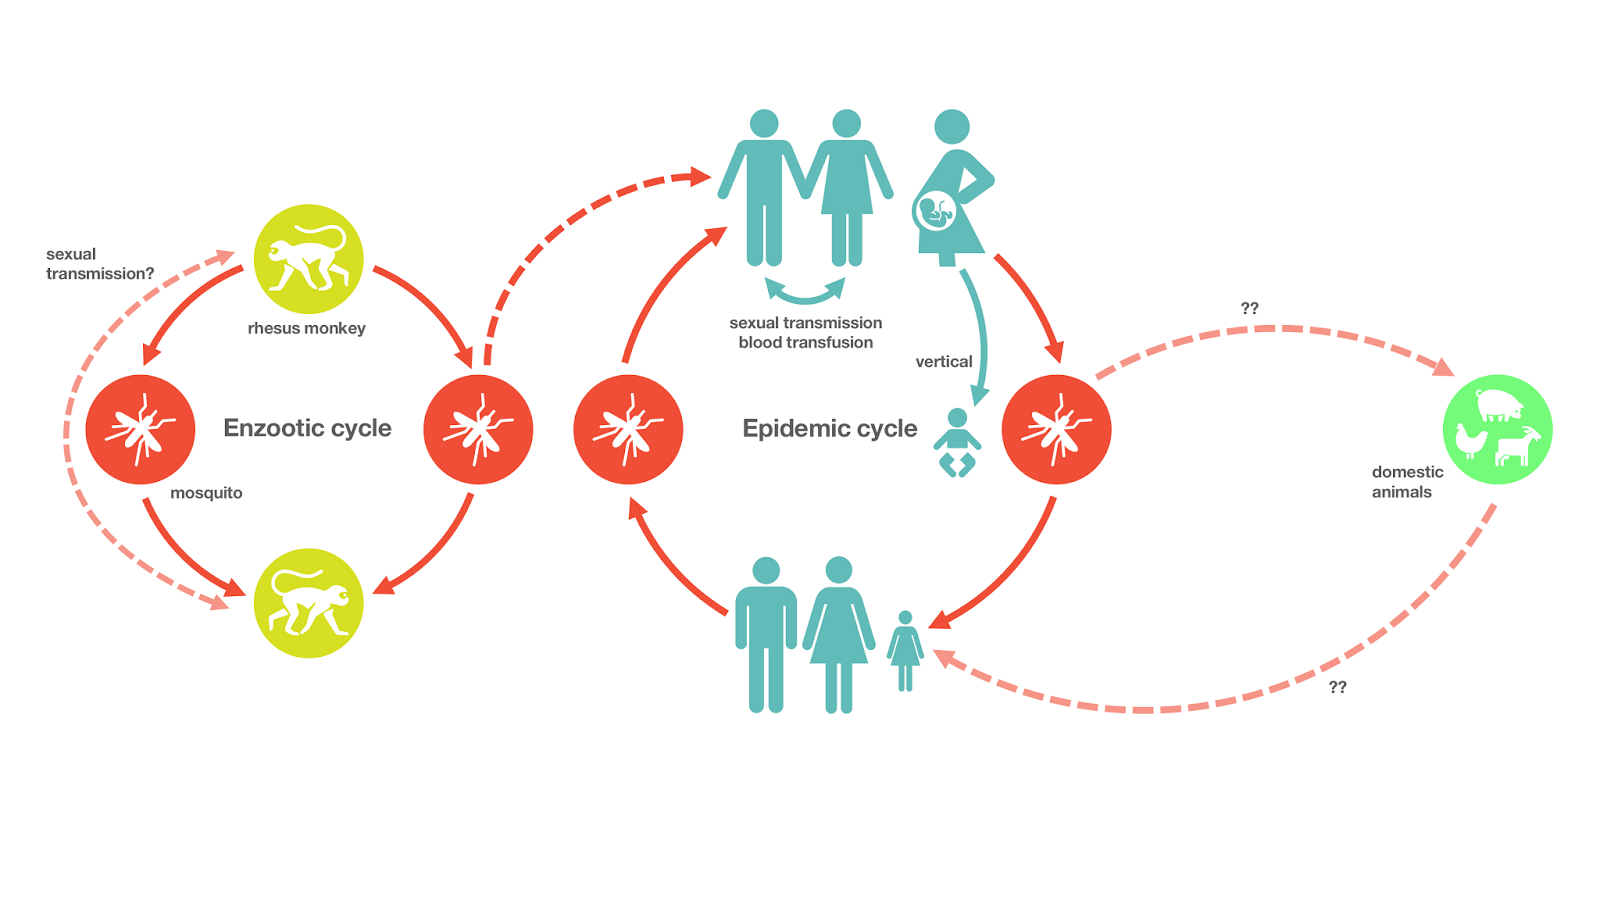 sexual
transmission?
rhesus monkey
Enzootic cycle
mosquito
sexual transmission
blood transfusion
vertical
Epidemic cycle
??
domestic
animals
??